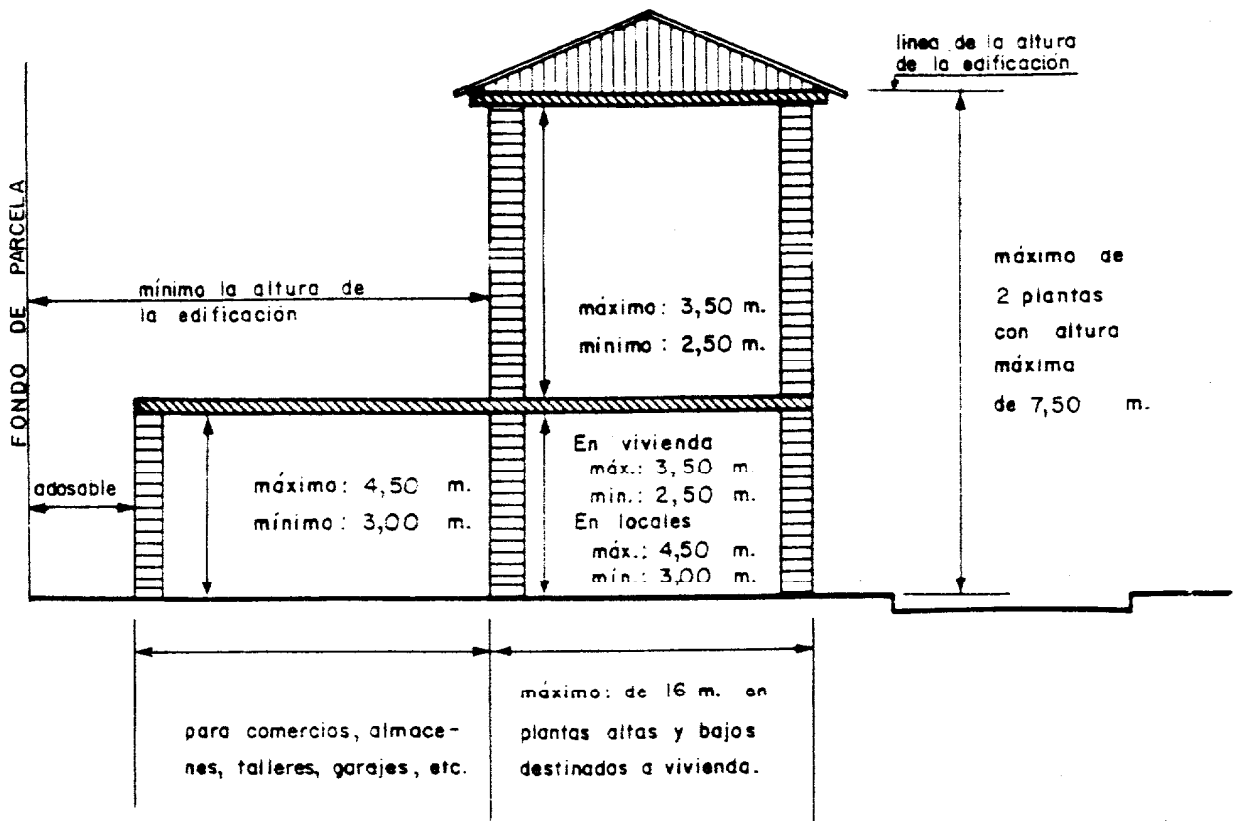 linea de la altura
de la edificación
FONDO DE PARCELA
mínimo la altura de
la edificación
máximo: 3,50 m.
minimo: 2,50 m.
máximo de
2 plantas
con altura
máxima
de 7,50 m.
adosable
máximo: 4,50 m.
mínimo: 3,00 m.
En vivienda
máx.: 3,50 m.
min.: 2,50 m.
En locales
máx.: 4,50 m.
mín.: 3,00 m.
para comercios, almace-
nes, talleres, garajes, etc.
máximo: de 16 m. en
plantas altas y bajos
destinados a vivienda.